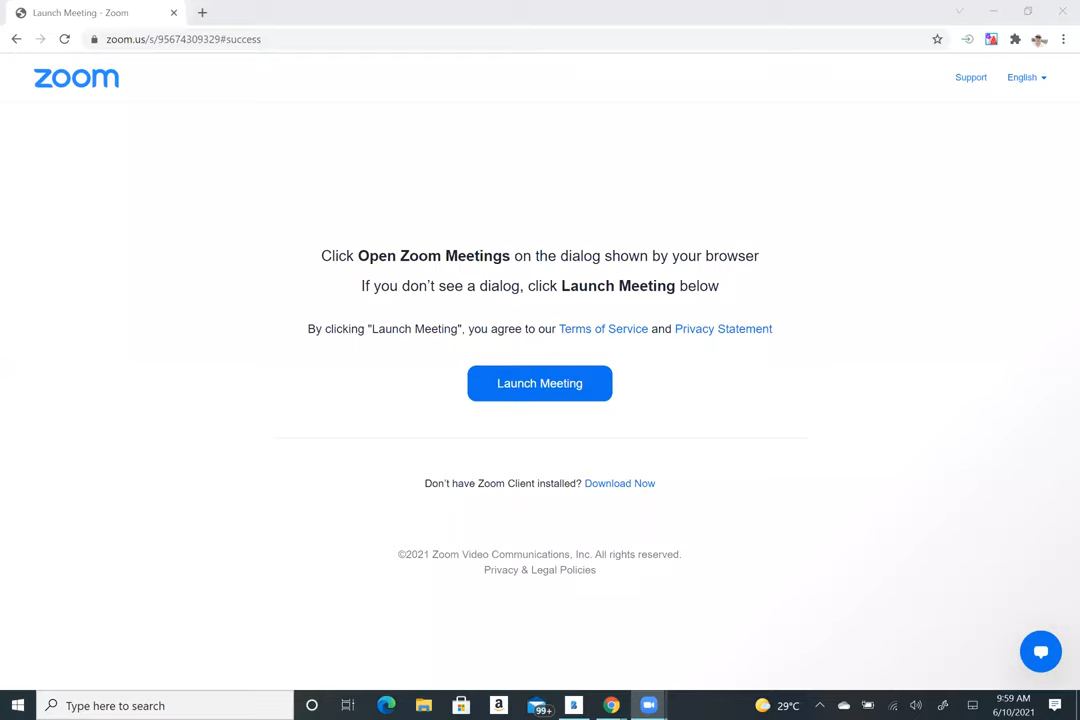 Launch Meeting - Zoom
zoom.us/s/95674309329#success
zoom
Support
English
Click Open Zoom Meetings on the dialog shown by your browser
If you don't see a dialog, click Launch Meeting below
By clicking "Launch Meeting", you agree to our Terms of Service and Privacy Statement
Launch Meeting
Don't have Zoom Client installed? Download Now
©2021 Zoom Video Communications, Inc. All rights reserved.
Privacy & Legal Policies
Type here to search
a
99+
29°C
9:59 AM
6/10/2021